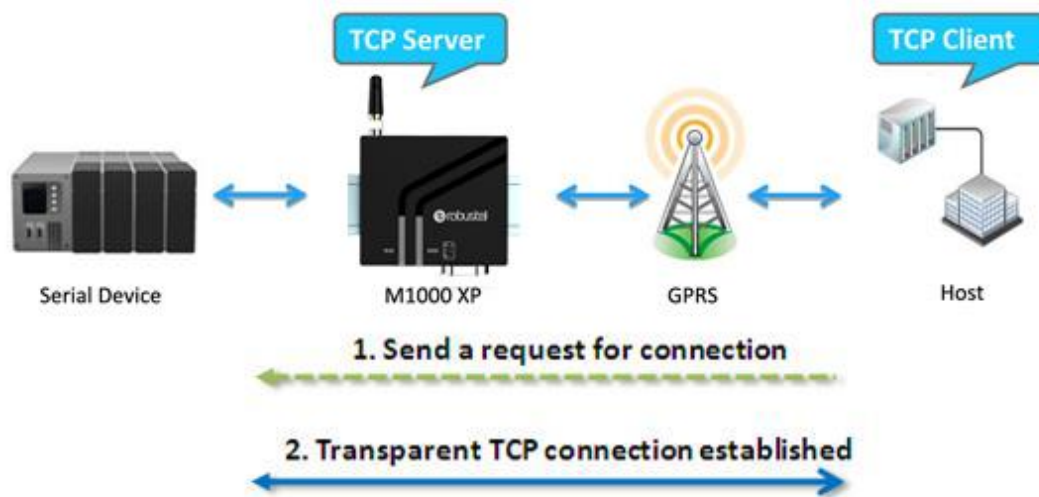 TCP Server
TCP Client
robustel
Serial Device
M1000 XP
GPRS
Host
1. Send a request for connection
2. Transparent TCP connection established